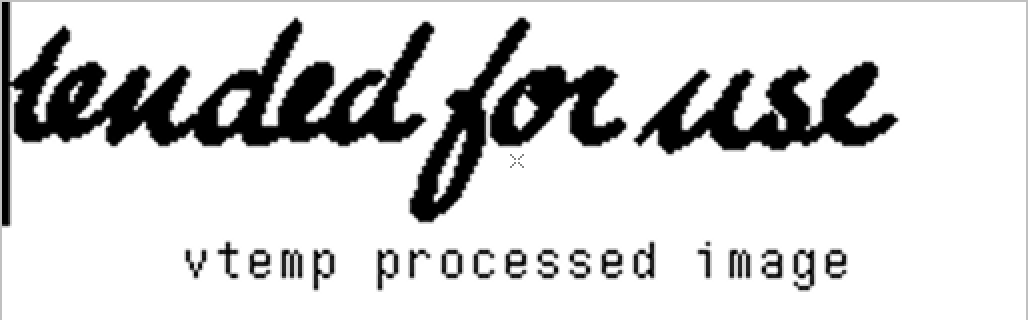 tended for use
vtemp processed image